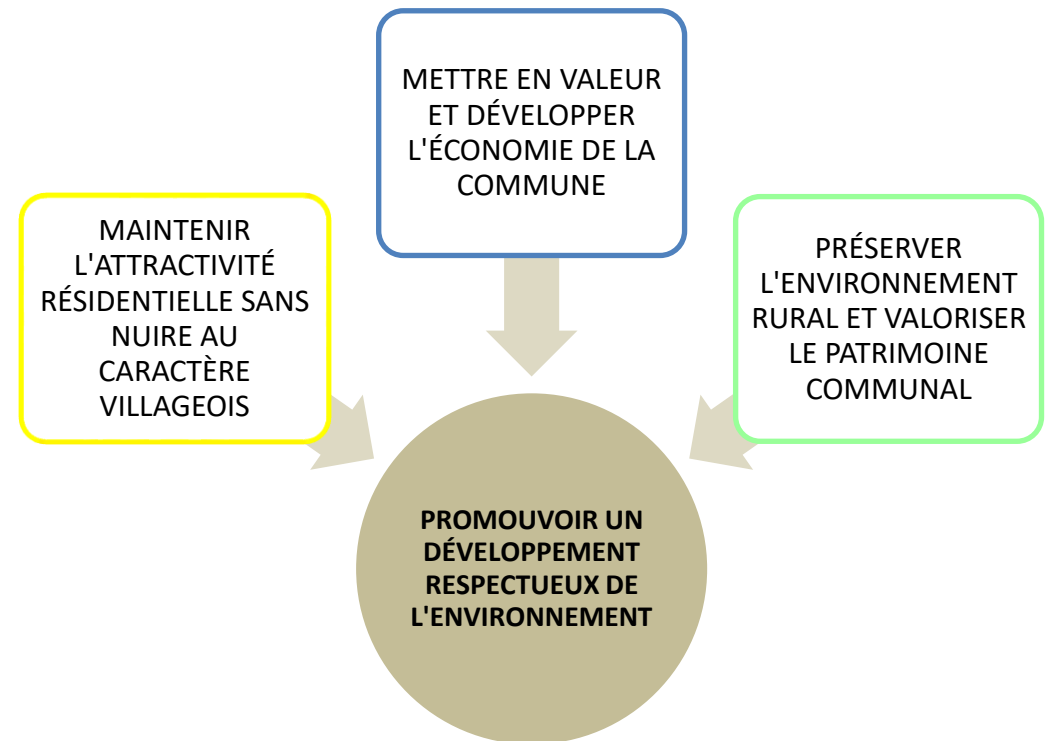 METTRE EN VALEUR
ET DÉVELOPPER
L'ÉCONOMIE DE LA
COMMUNE
MAINTENIR
L'ATTRACTIVITÉ
RÉSIDENTIELLE SANS
NUIRE AU
CARACTÈRE
VILLAGEOIS
PRÉSERVER
L'ENVIRONNEMENT
RURAL ET VALORISER
LE PATRIMOINE
COMMUNAL
PROMOUVOIR UN
DÉVELOPPEMENT
RESPECTUEUX DE
L'ENVIRONNEMENT